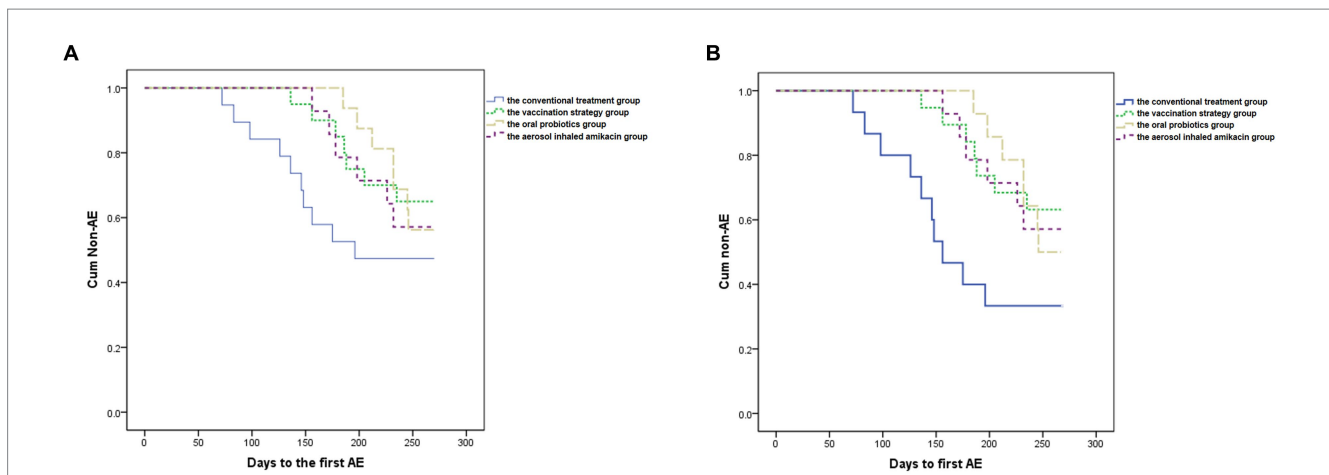 A
the conventional treatment group
the vaccination strategy group
the oral probiotics group
the aerosol inhaled amikacin group
Cum Non-AE
1.0
0.8
0.6
0.4
0.2
0.0
0 50 100 150 200 250 300
Days to the first AE
B
the conventional treatment group
the vaccination strategy group
the oral probiotics group
the aerosol inhaled amikacin group
Cum non-AE
1.0
0.8
0.6
0.4
0.2
0.0
0 50 100 150 200 250 300
Days to first AE